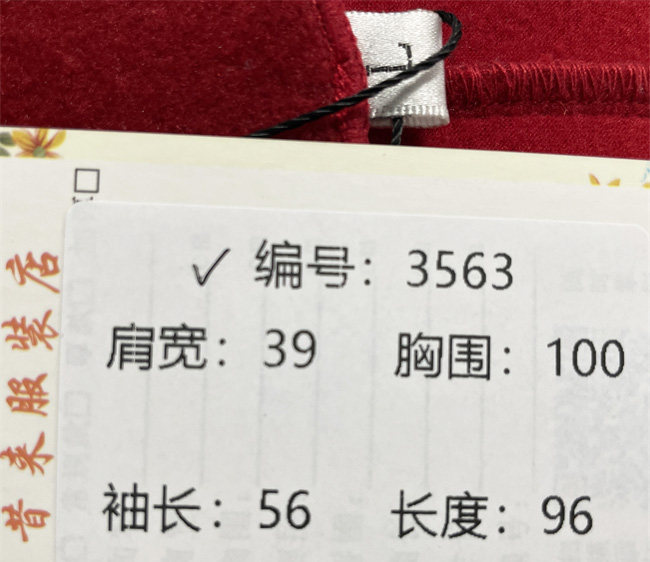 L
✓ 编号：3563
肩宽：39 胸围：100
袖长：56 长度：96
昔来服装店